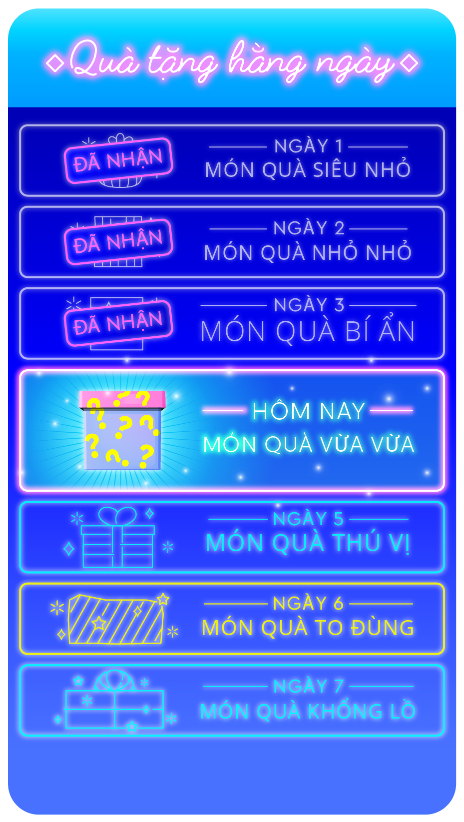 Quà tặng hằng ngày
ĐÃ NHẬN
NGÀY 1
MÓN QUÀ SIÊU NHỎ
ĐÃ NHẬN
NGÀY 2
MÓN QUÀ NHỎ NHỎ
ĐÃ NHẬN
NGÀY 3
MÓN QUÀ BÍ ẨN
HÔM NAY
MÓN QUÀ VỪA VỪA
NGÀY 5
MÓN QUÀ THÚ VỊ
NGÀY 6
MÓN QUÀ TO ĐÙNG
NGÀY 7
MÓN QUÀ KHỔNG LỒ